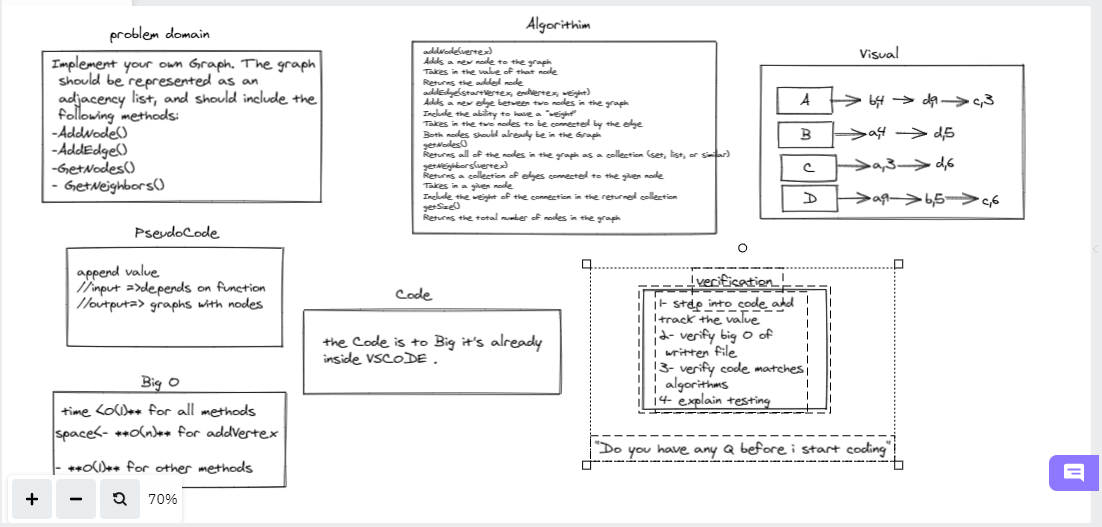 problem domain
Implement your own Graph. The graph
should be represented as an
adjacency list, and should include the
following methods:
-AddNode()
-AddEdge()
-GetNodes()
- GetNeighbors()
Algorithim
addNode(vertex)
Adds a new node to the graph
Takes in the value of that node
Returns the added node
addEdge(startVertex, endVertex, weight)
Adds a new edge between two nodes in the graph
Include the ability to have a "weight"
Takes in the two nodes to be connected by the edge
Both nodes should already be in the Graph
getNodes()
Returns all of the nodes in the graph as a collection (set, list, or similar)
getNeighbors(vertex)
Returns a collection of edges connected to the given node
Takes in a given node
Include the weight of the connection in the returned collection
getSize()
Returns the total number of nodes in the graph
Visual
A b4 d9 c,3
B a4 d,5
C a,3 d,6
D a9 b,5 c,6
PseudoCode
append value
//input =>depends on function
//output=> graphs with nodes
Code
the Code is to Big it's already
inside VSCODE .
verification
1- step into code and
track the value
2- verify big O of
written file
3- verify code matches
algorithms
4- explain testing
"Do you have any Q before i start coding"
Big O
time <O(1)** for all methods
space<- **O(n)** for addVertex
- **O(1)** for other methods
70%